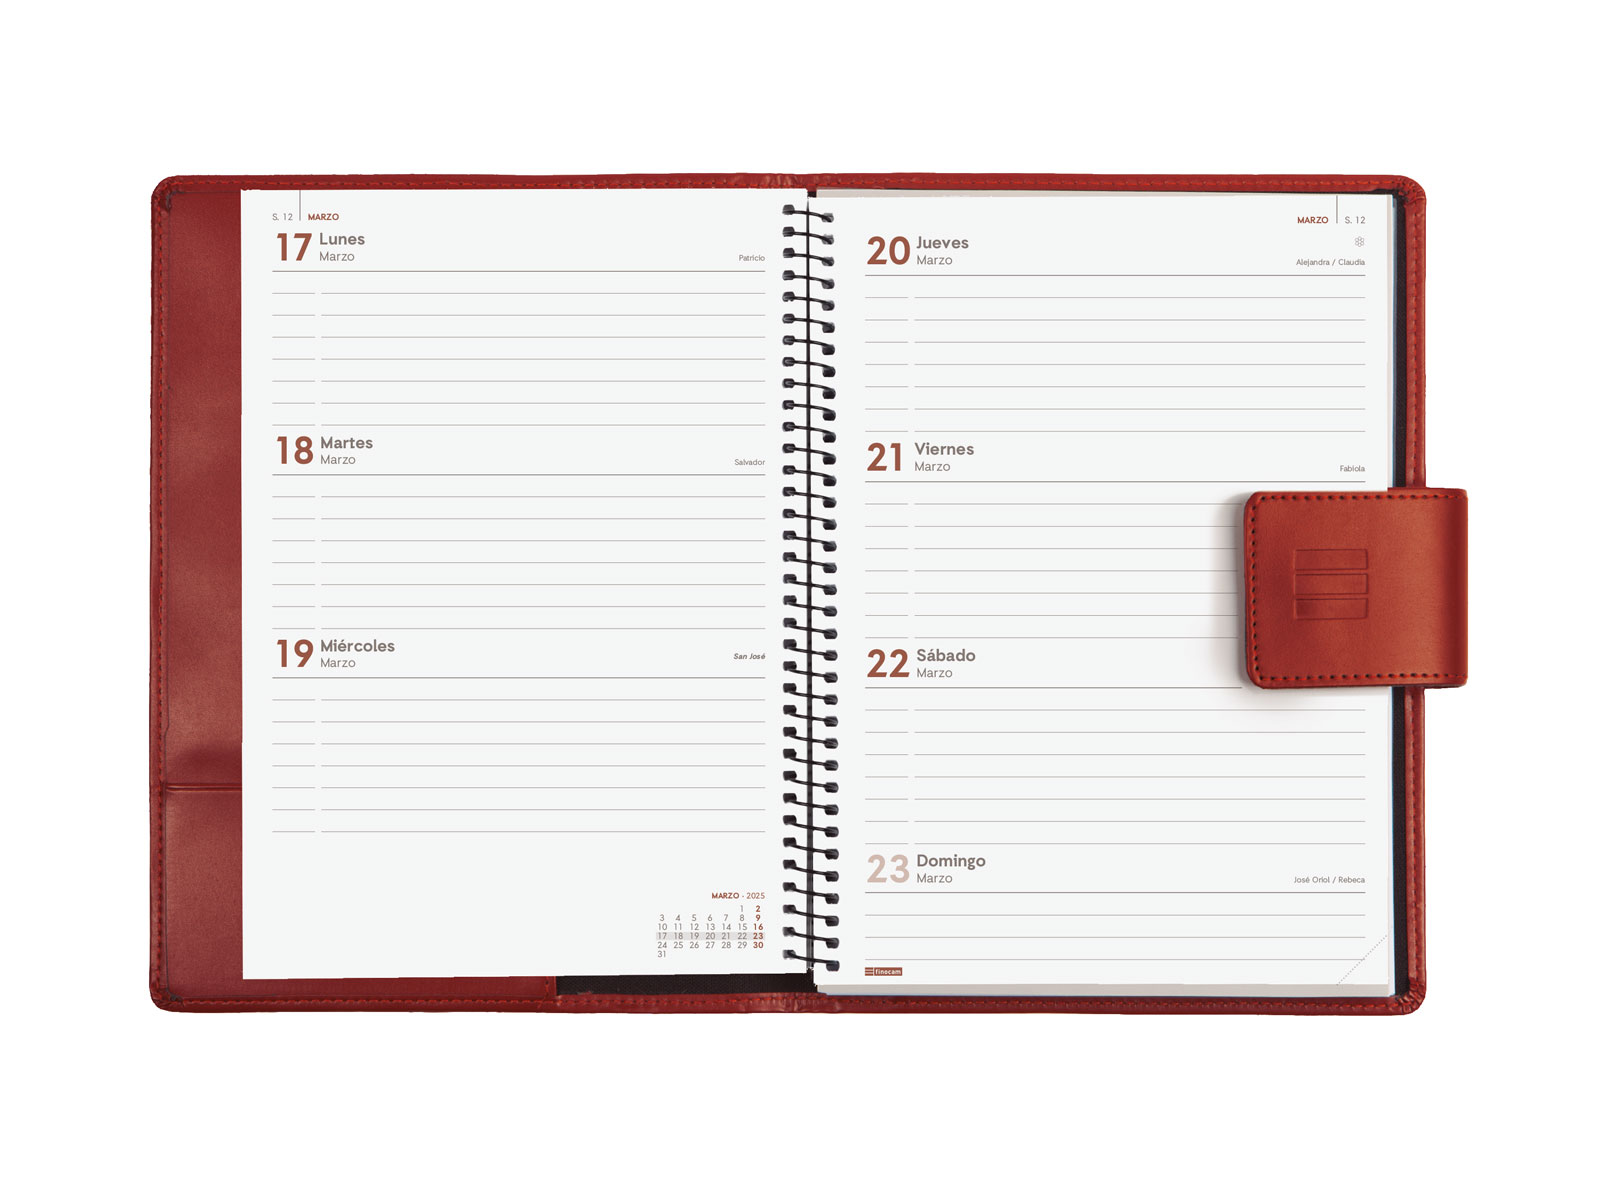 S. 12 MARZO
17 Lunes
Marzo
Patricio
18 Martes
Marzo
Salvador
19 Miércoles
Marzo
San José
MARZO - 2025
1 2
3 4 5 6 7 8 9
10 11 12 13 14 15 16
17 18 19 20 21 22 23
24 25 26 27 28 29 30
31
MARZO S. 12
20 Jueves
Marzo
Alejandra / Claudia
21 Viernes
Marzo
Fabiola
22 Sábado
Marzo
23 Domingo
Marzo
José Oriol / Rebeca
finocam